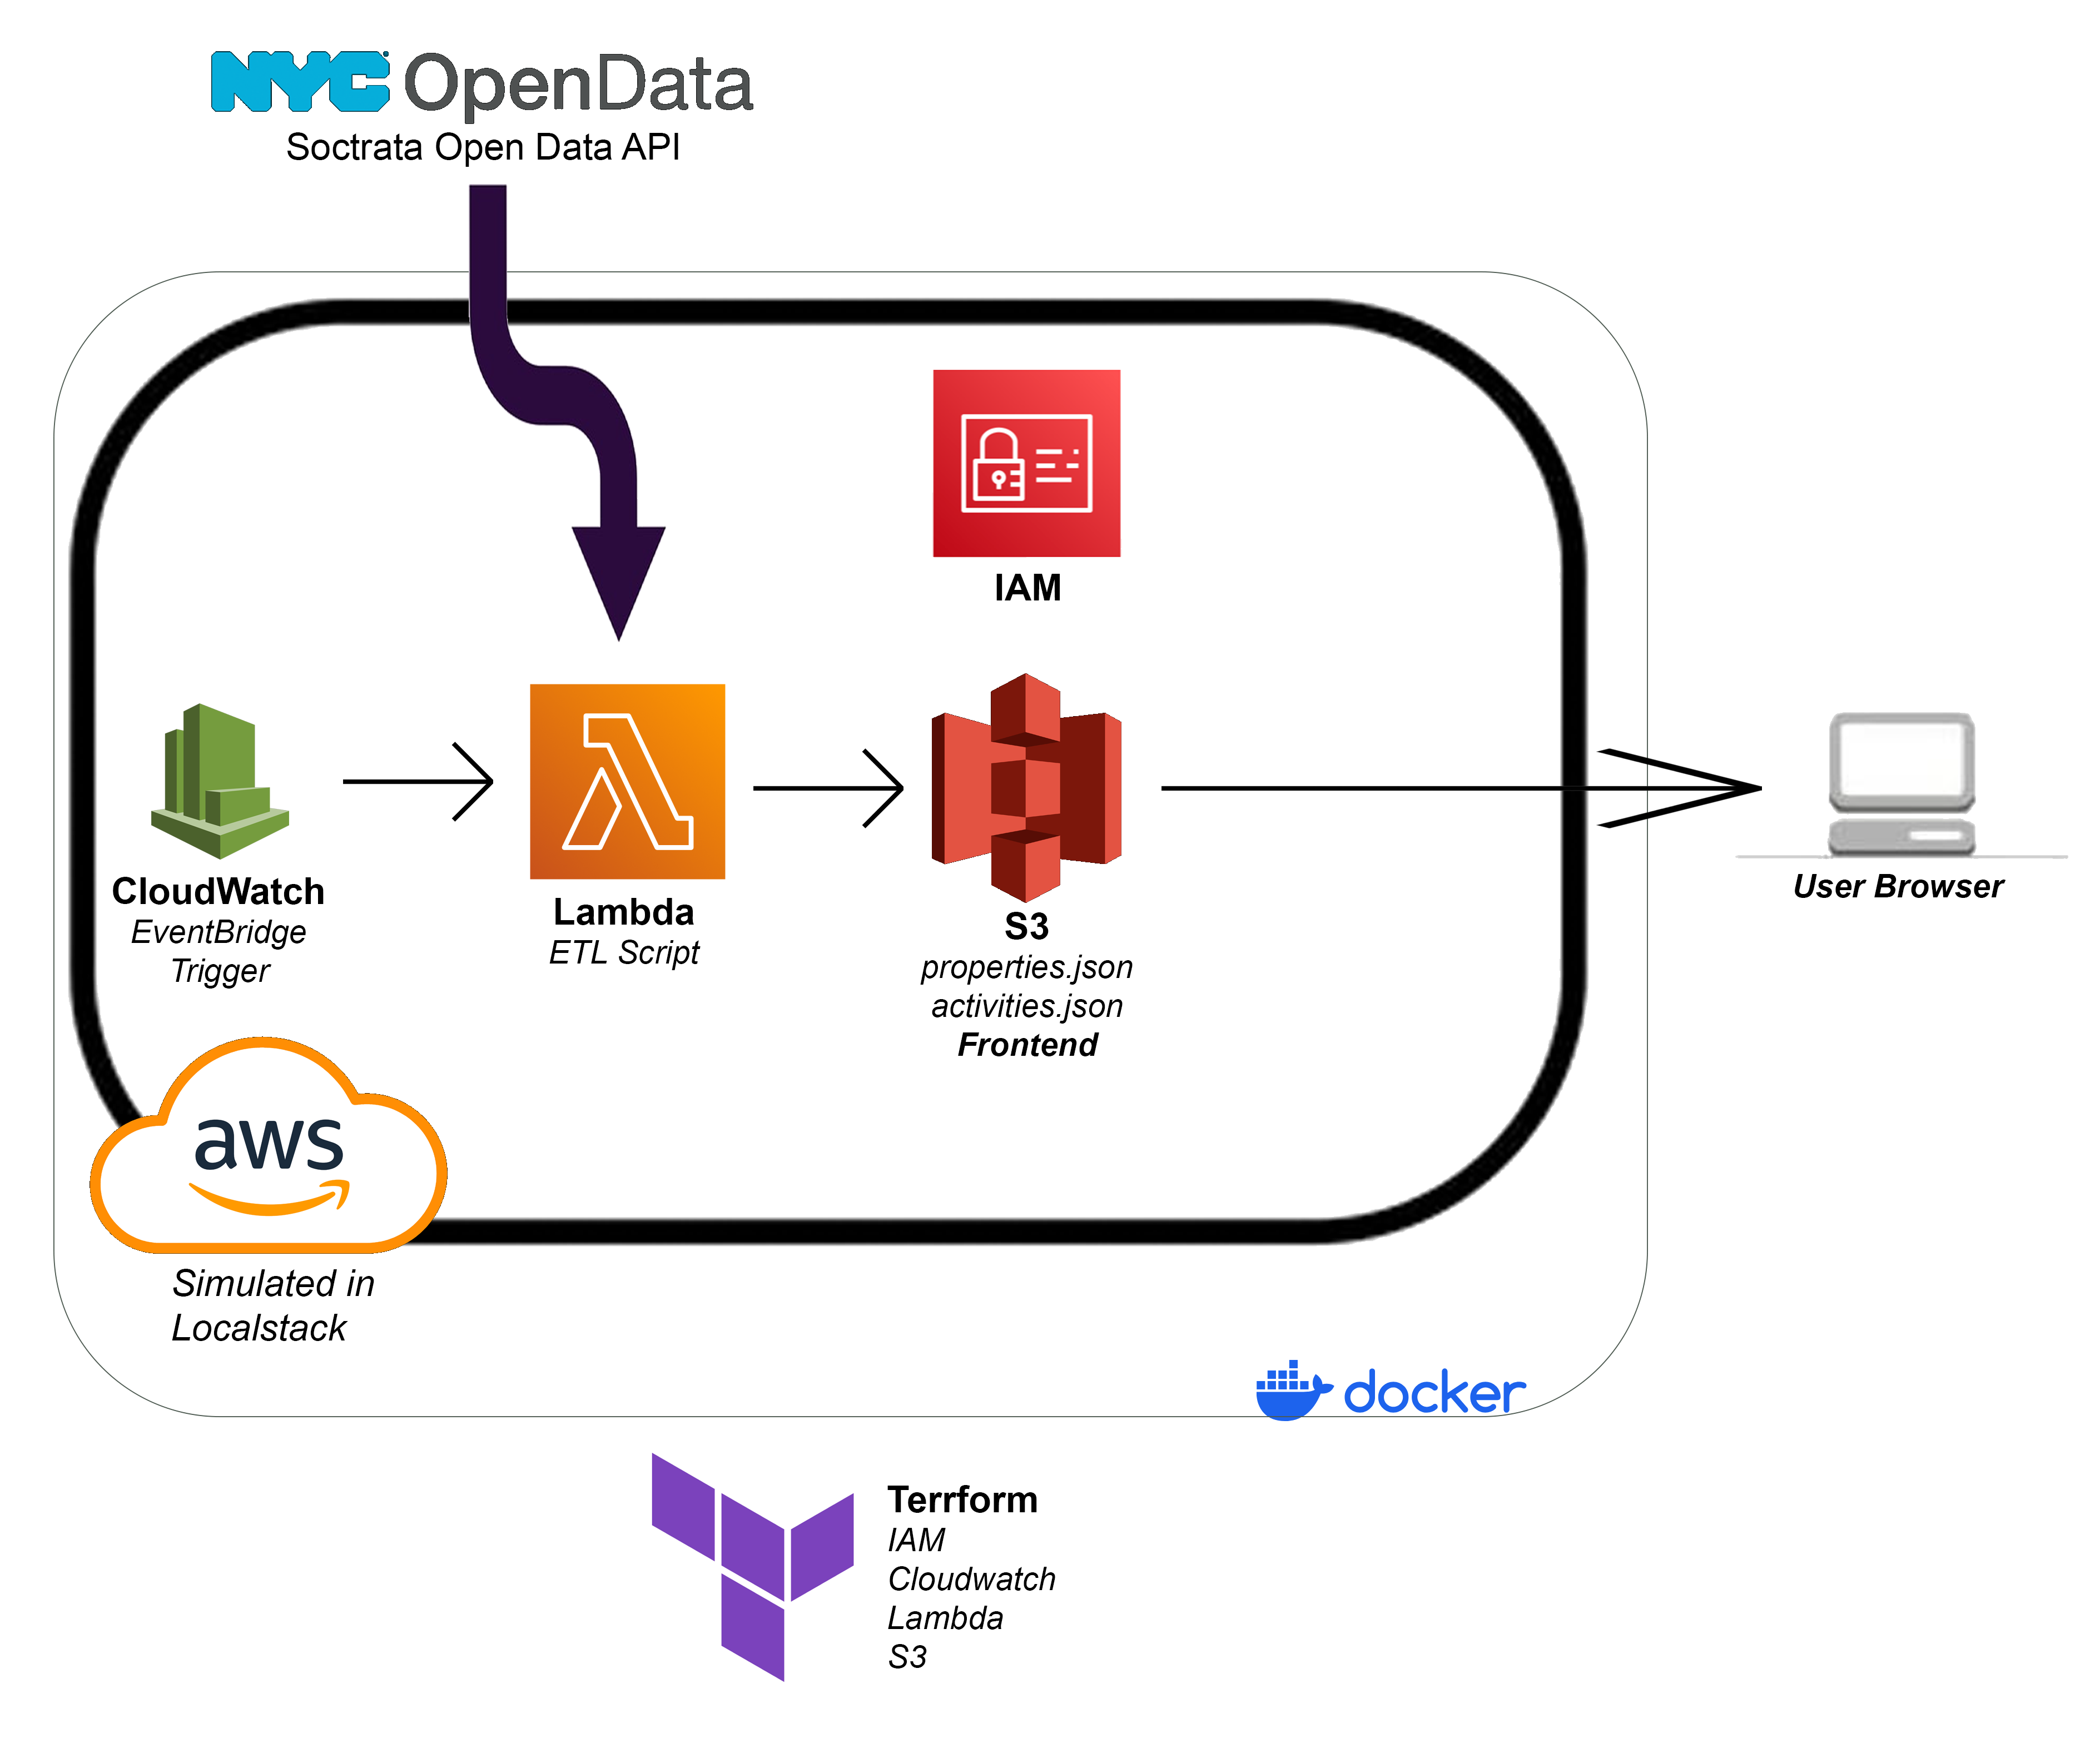 NYC OpenData
Soctrata Open Data API
IAM
CloudWatch
EventBridge
Trigger
Lambda
ETL Script
S3
properties.json
activities.json
Frontend
User Browser
aws
Simulated in
Localstack
docker
Terrform
IAM
Cloudwatch
Lambda
S3